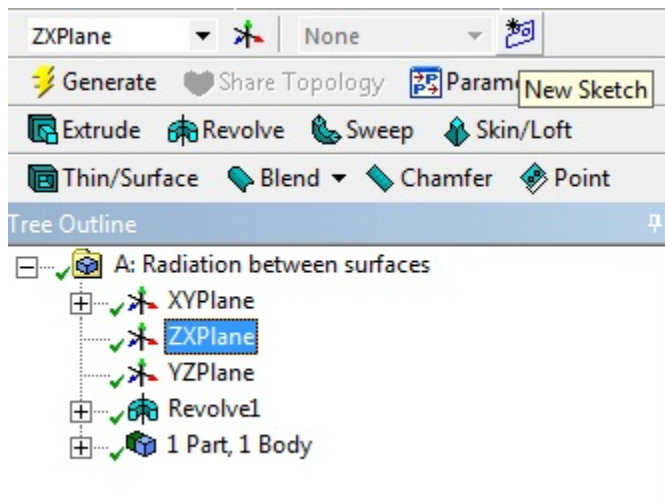 ZXPlane None
Generate Share Topology Param
New Sketch
Extrude Revolve Sweep Skin/Loft
Thin/Surface Blend Chamfer Point
Tree Outline
A: Radiation between surfaces
XYPlane
ZXPlane
YZPlane
Revolve1
1 Part, 1 Body